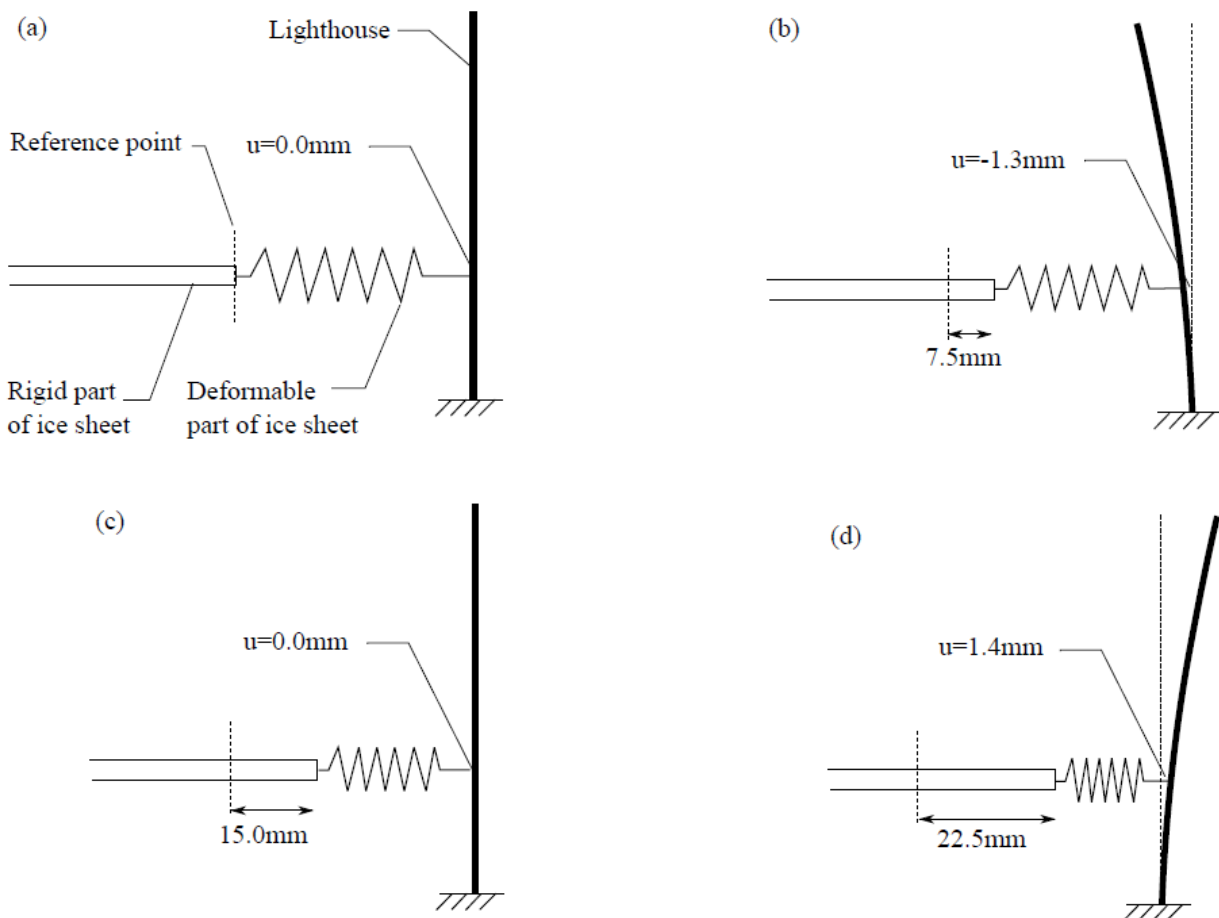 (a)
Lighthouse
Reference point
u=0.0mm
Rigid part
of ice sheet
Deformable
part of ice sheet
(b)
u=-1.3mm
7.5mm
(c)
u=0.0mm
15.0mm
(d)
u=1.4mm
22.5mm